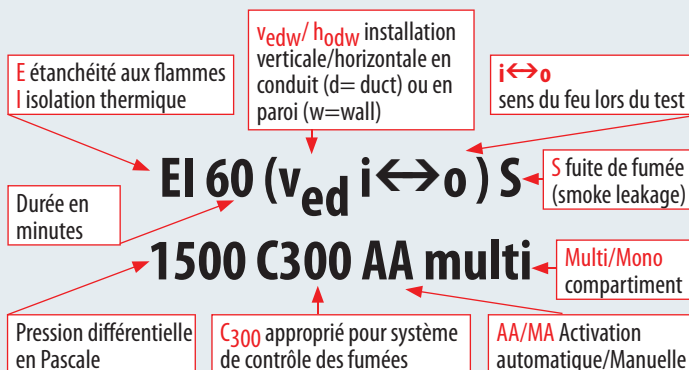 E étanchéité aux flammes
I isolation thermique
vedw/ hodw installation
verticale/horizontale en
conduit (d= duct) ou en
paroi (w=wall)
i↔o
sens du feu lors du test
EI 60 (ved i↔o) S
S fuite de fumée
(smoke leakage)
Durée en
minutes
1500 C300 AA multi
Multi/Mono
compartiment
Pression différentielle
en Pascale
C300 approprié pour système
de contrôle des fumées
AA/MA Activation
automatique/Manuelle